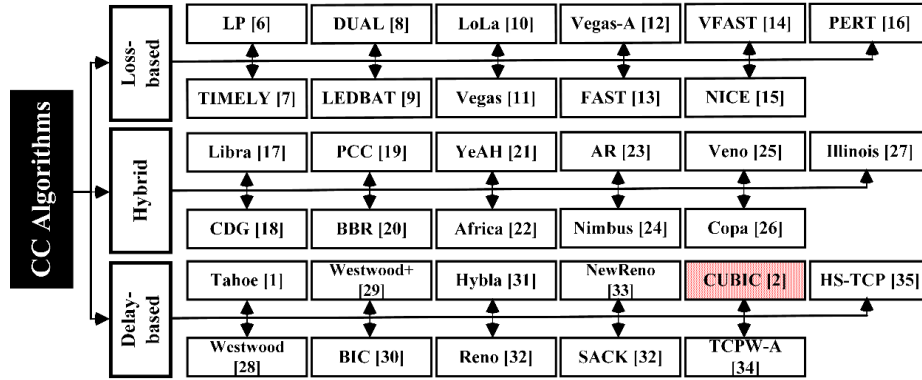 CC Algorithms
Loss-
based
LP [6]
DUAL [8]
LoLa [10]
Vegas-A [12]
VFAST [14]
PERT [16]
TIMELY [7]
LEDBAT [9]
Vegas [11]
FAST [13]
NICE [15]
Hybrid
Libra [17]
PCC [19]
YeAH [21]
AR [23]
Veno [25]
Illinois [27]
CDG [18]
BBR [20]
Africa [22]
Nimbus [24]
Copa [26]
Delay-
based
Tahoe [1]
Westwood+
[29]
Hybla [31]
NewReno
[33]
CUBIC [2]
HS-TCP [35]
Westwood
[28]
BIC [30]
Reno [32]
SACK [32]
TCPW-A
[34]